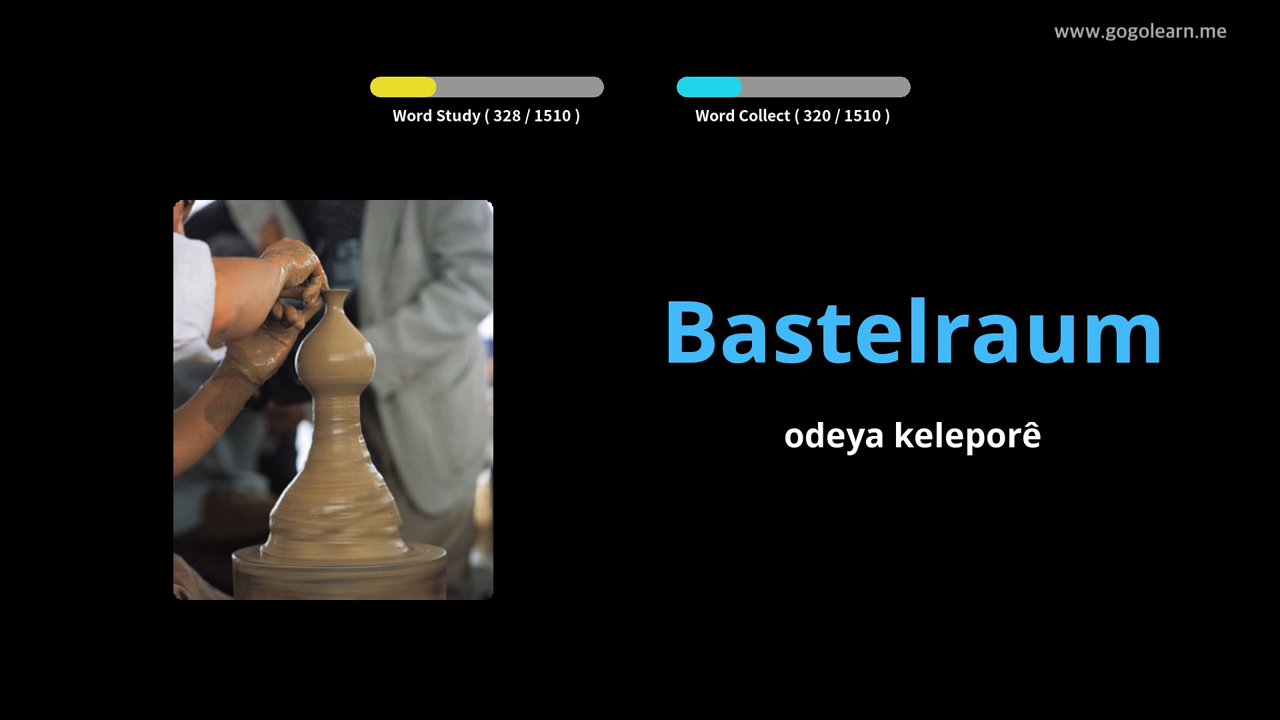 www.gogolearn.me
Word Study ( 328 / 1510 )
Word Collect ( 320 / 1510 )
Bastelraum
odeya keleporê